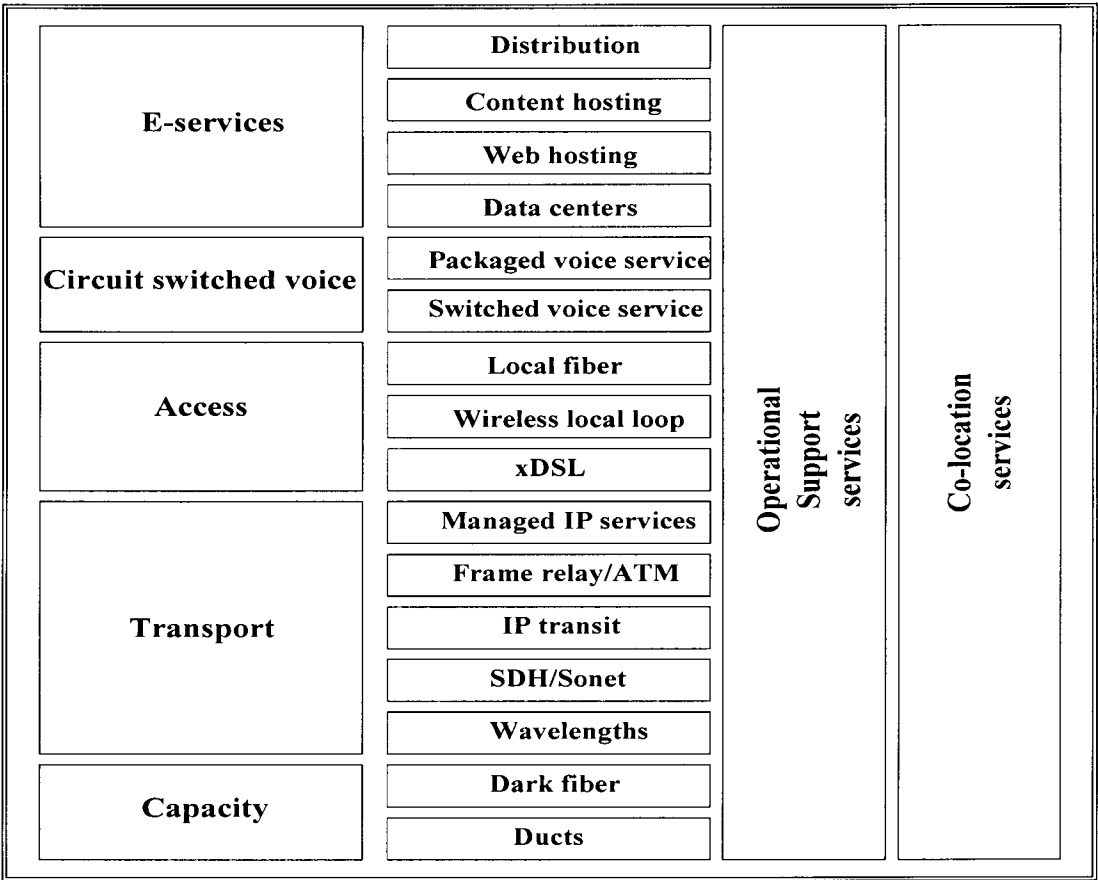 E-services
Distribution
Content hosting
Web hosting
Data centers
Circuit switched voice
Packaged voice service
Switched voice service
Access
Local fiber
Wireless local loop
xDSL
Transport
Managed IP services
Frame relay/ATM
IP transit
SDH/Sonet
Wavelengths
Capacity
Dark fiber
Ducts
Operational
Support
services
Co-location
services